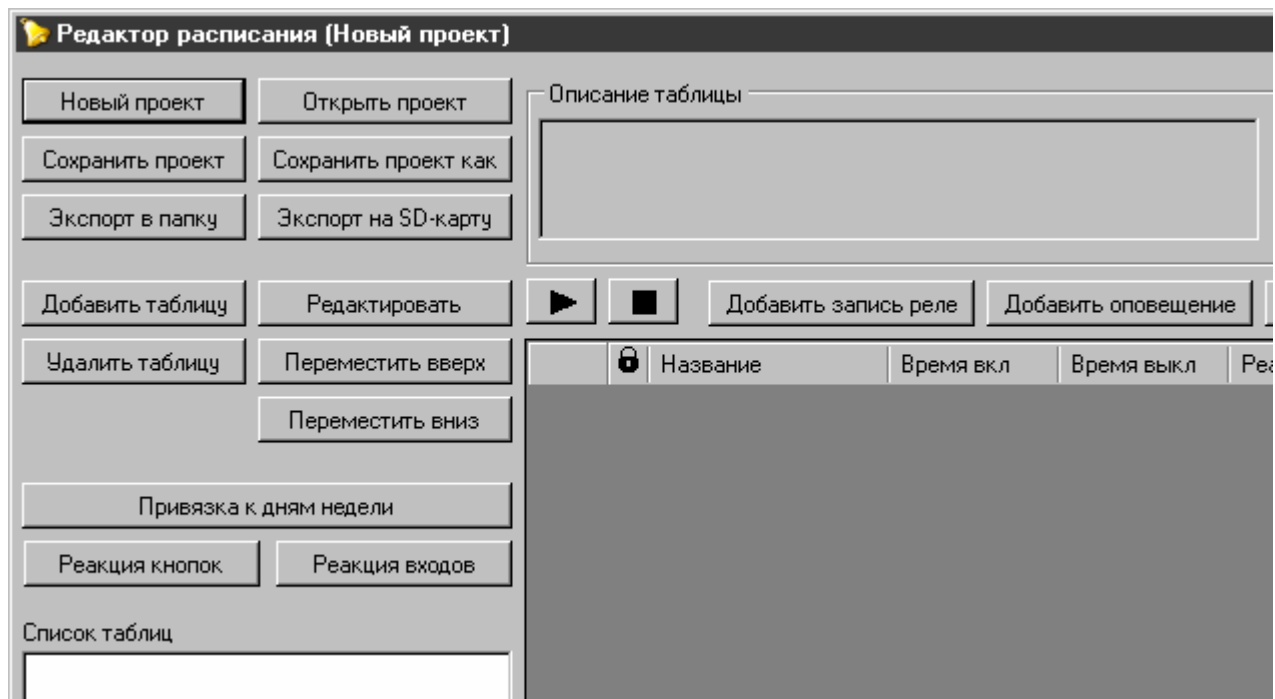 Редактор расписания (Новый проект)
Новый проект
Открыть проект
Сохранить проект
Сохранить проект как
Экспорт в папку
Экспорт на SD-карту
Добавить таблицу
Редактировать
Удалить таблицу
Переместить вверх
Переместить вниз
Привязка к дням недели
Реакция кнопок
Реакция входов
Список таблиц
Описание таблицы
Добавить запись реле
Добавить оповещение
Название
Время вкл
Время выкл